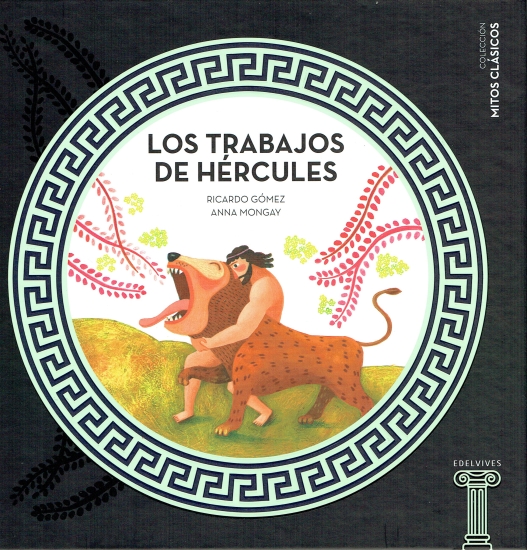 LOS TRABAJOS
DE HÉRCULES
RICARDO GÓMEZ
ANNA MONGAY
COLECCIÓN
MITOS CLÁSICOS
EDELVIVES